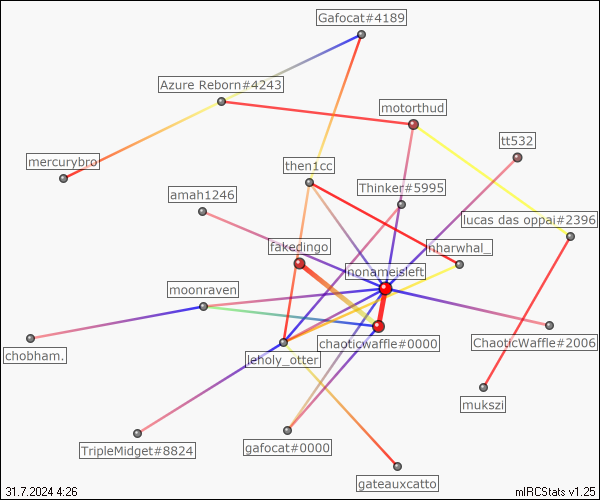 Gafocat#4189
Azure Reborn#4243
motorthud
tt532
mercurybro
then1cc
Thinker#5995
amah1246
lucas das oppai#2396
fakedingo
nharwhal_
nonameisleft
moonraven
chaoticwaffle#0000
ChaoticWaffle#2006
chobham.
leholy_otter
mukszi
TripleMidget#8824
gafocat#0000
gateauxcatto
31.7.2024 4:26
mIRCStats v1.25